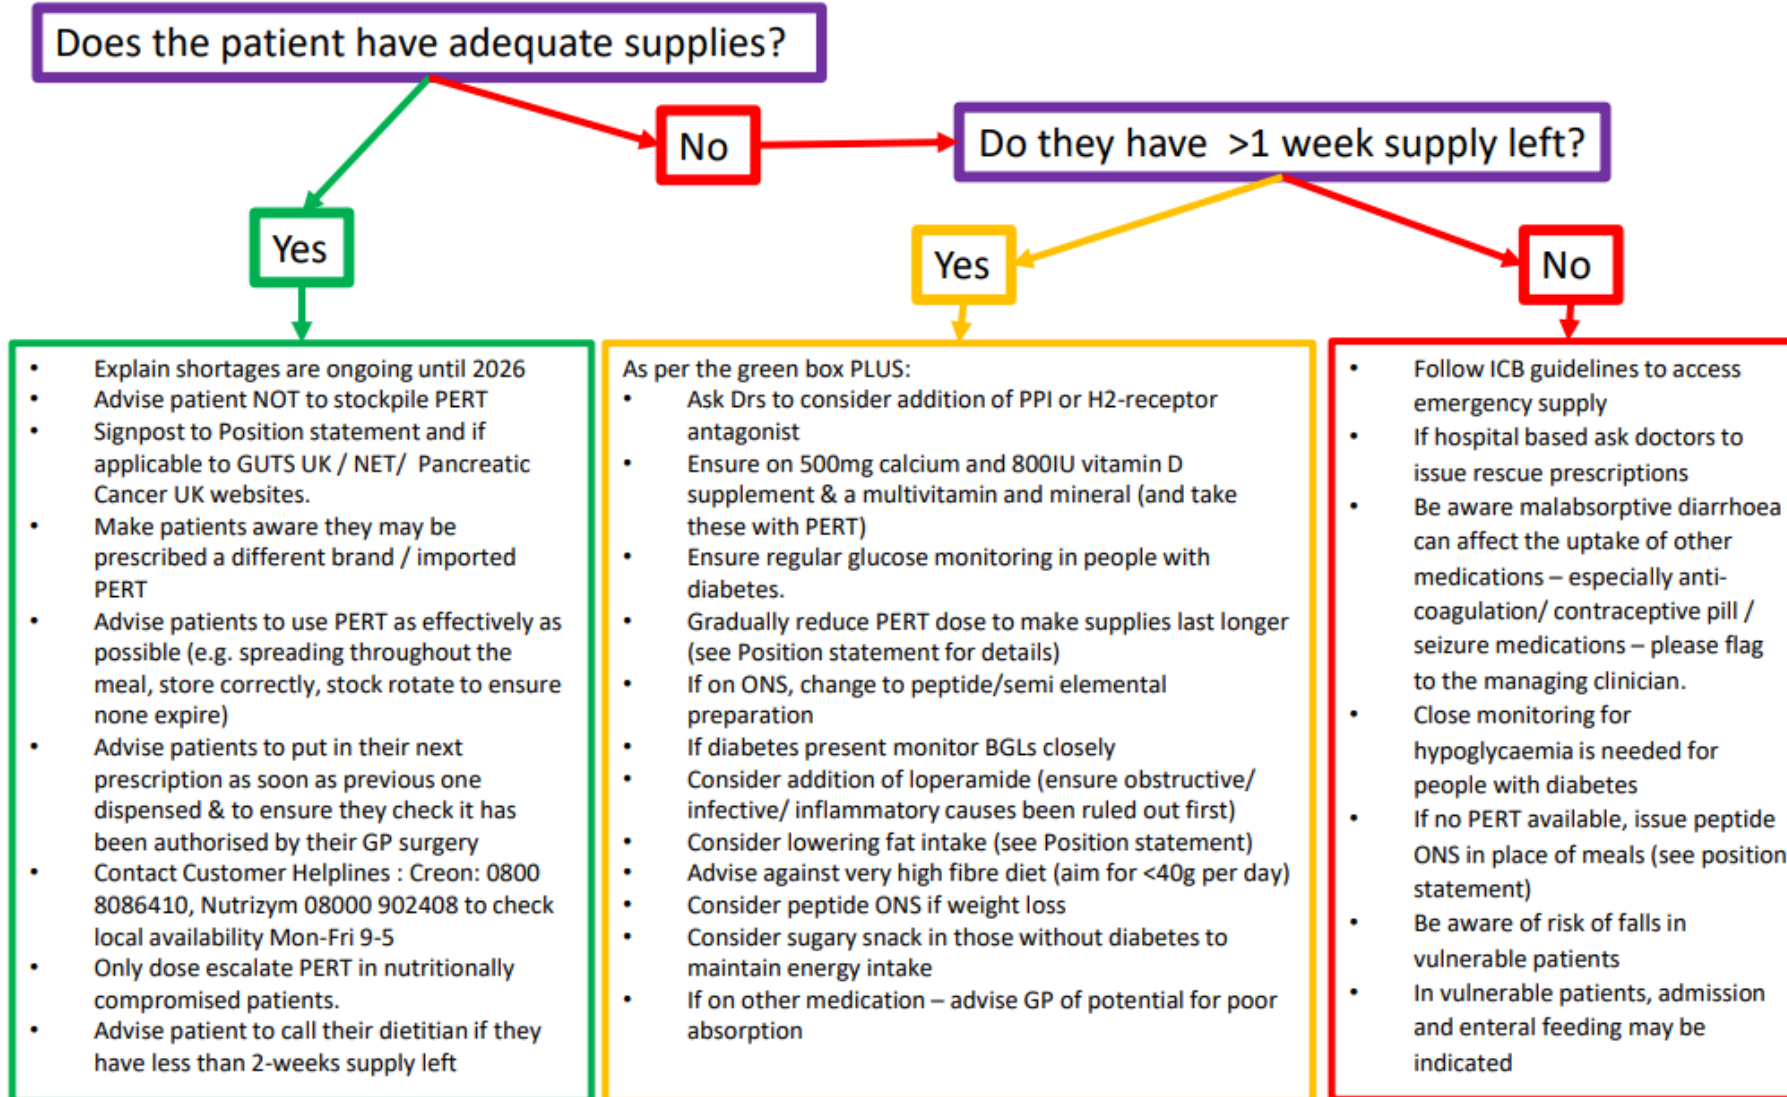 Does the patient have adequate supplies?
No
Do they have >1 week supply left?
Yes
Yes
No
• Explain shortages are ongoing until 2026
• Advise patient NOT to stockpile PERT
• Signpost to Position statement and if
applicable to GUTS UK / NET/ Pancreatic
Cancer UK websites.
• Make patients aware they may be
prescribed a different brand / imported
PERT
• Advise patients to use PERT as effectively as
possible (e.g. spreading throughout the
meal, store correctly, stock rotate to ensure
none expire)
• Advise patients to put in their next
prescription as soon as previous one
dispensed & to ensure they check it has
been authorised by their GP surgery
• Contact Customer Helplines : Creon: 0800
8086410, Nutrizym 08000 902408 to check
local availability Mon-Fri 9-5
• Only dose escalate PERT in nutritionally
compromised patients.
• Advise patient to call their dietitian if they
have less than 2-weeks supply left
As per the green box PLUS:
• Ask Drs to consider addition of PPI or H2-receptor
antagonist
• Ensure on 500mg calcium and 800IU vitamin D
supplement & a multivitamin and mineral (and take
these with PERT)
• Ensure regular glucose monitoring in people with
diabetes.
• Gradually reduce PERT dose to make supplies last longer
(see Position statement for details)
• If on ONS, change to peptide/semi elemental
preparation
• If diabetes present monitor BGLs closely
• Consider addition of loperamide (ensure obstructive/
infective/ inflammatory causes been ruled out first)
• Consider lowering fat intake (see Position statement)
• Advise against very high fibre diet (aim for <40g per day)
• Consider peptide ONS if weight loss
• Consider sugary snack in those without diabetes to
maintain energy intake
• If on other medication – advise GP of potential for poor
absorption
• Follow ICB guidelines to access
emergency supply
• If hospital based ask doctors to
issue rescue prescriptions
• Be aware malabsorptive diarrhoea
can affect the uptake of other
medications – especially anti-
coagulation/ contraceptive pill /
seizure medications – please flag
to the managing clinician.
• Close monitoring for
hypoglycaemia is needed for
people with diabetes
• If no PERT available, issue peptide
ONS in place of meals (see position
statement)
• Be aware of risk of falls in
vulnerable patients
• In vulnerable patients, admission
and enteral feeding may be
indicated